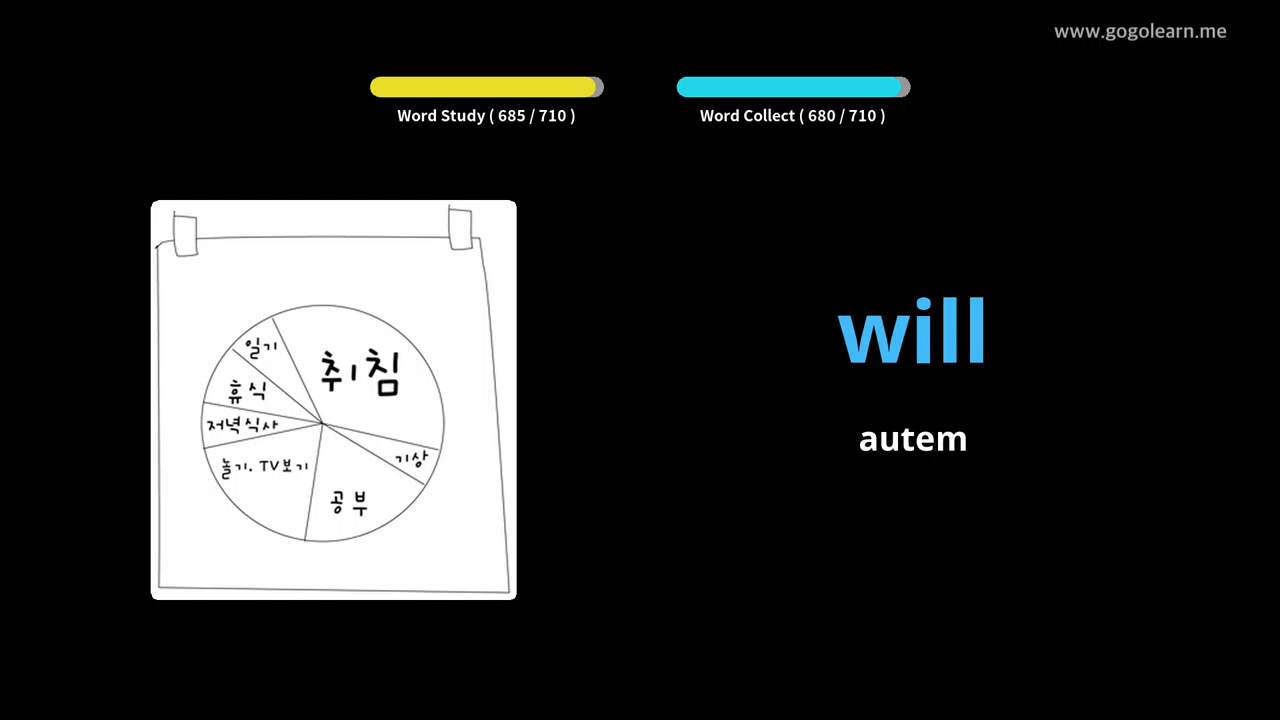 www.gogolearn.me
Word Study ( 685 / 710 )
Word Collect ( 680 / 710 )
일기
취침
휴식
저녁식사
기상
놀기. TV보기
공부
will
autem